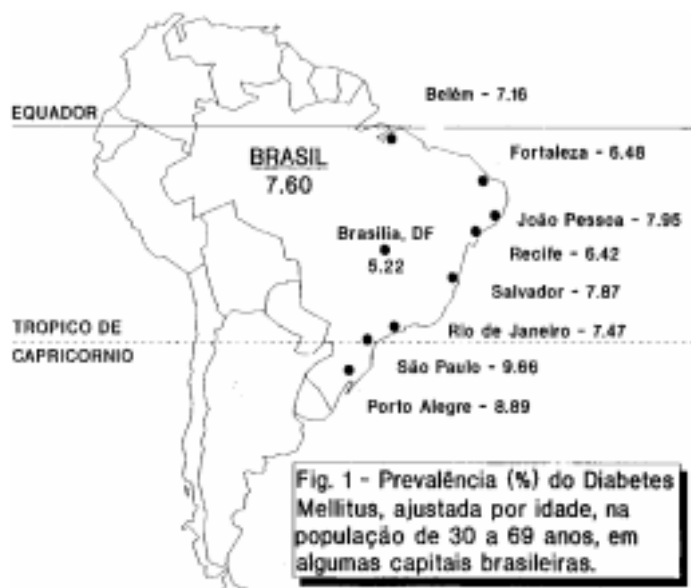 Belém - 7.16
EQUADOR
BRASIL
7.60
Fortaleza - 6.48
João Pessoa - 7.95
Brasília, DF
5.22
Recife - 6.42
Salvador - 7.87
TROPICO DE
CAPRICORNIO
Rio de Janeiro - 7.47
São Paulo - 9.66
Porto Alegre - 8.89
Fig. 1 - Prevalência (%) do Diabetes
Mellitus, ajustada por idade, na
população de 30 a 69 anos, em
algumas capitais brasileiras.